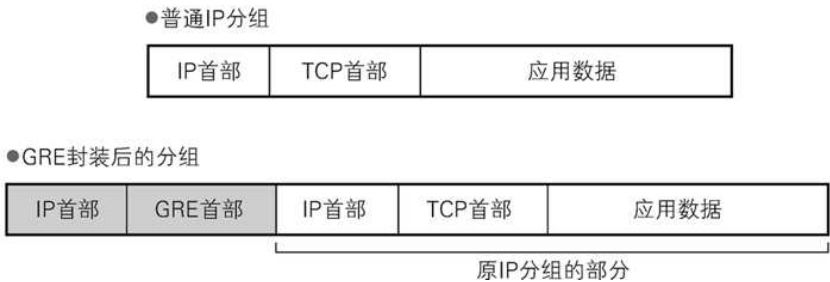 ●普通IP分组
IP首部 TCP首部 应用数据
●GRE封装后的分组
IP首部 GRE首部 IP首部 TCP首部 应用数据
原IP分组的部分